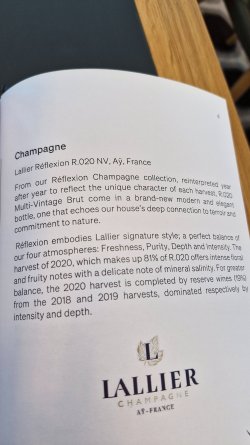 Champagne
Lallier Réflexion R.020 NV, Aÿ, France
From our Réflexion Champagne collection, reinterpreted year
after year to reflect the unique character of each harvest, R.020
Multi-Vintage Brut come in a brand-new modern and elegant
bottle, one that echoes our house's deep connection to terroir and
commitment to nature.
Réflexion embodies Lallier signature style; a perfect balance of
our four atmospheres: Freshness, Purity, Depth and Intensity. The
harvest of 2020, which makes up 81% of R.020 offers intense floral
and fruity notes with a delicate note of mineral salinity. For greater
balance, the 2020 harvest is completed by reserve wines (19%)
from the 2018 and 2019 harvests, dominated respectively by
intensity and depth.
L
LALLIER
CHAMPAGNE
AŸ-FRANCE